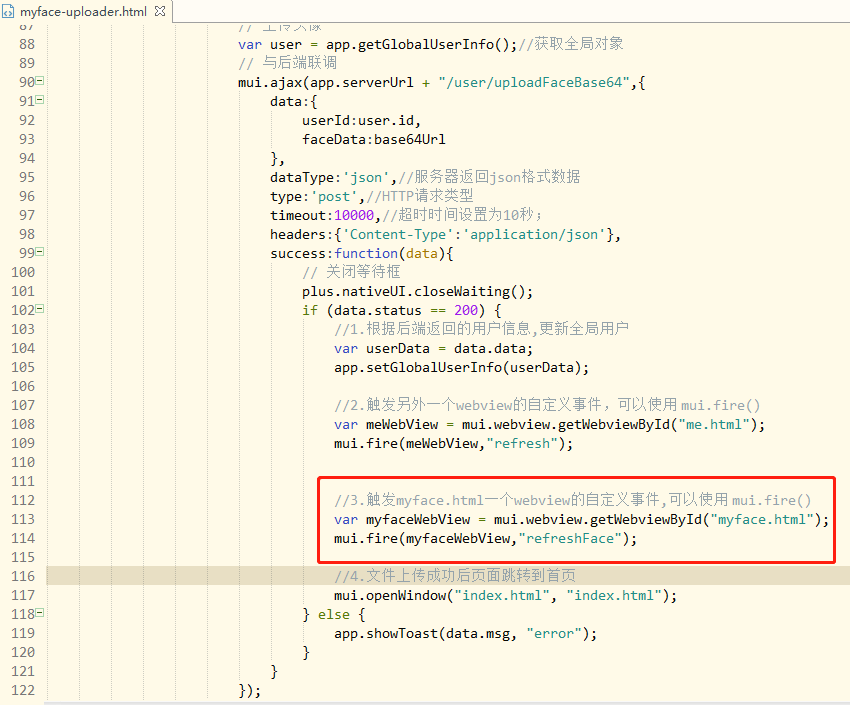 myface-uploader.html
87 // 上传头像
88 var user = app.getGlobalUserInfo();//获取全局对象
89 // 与后端联调
90 mui.ajax(app.serverUrl + "/user/uploadFaceBase64",{
91 data:{
92 userId:user.id,
93 faceData:base64Url
94 },
95 dataType:'json',//服务器返回json格式数据
96 type:'post',//HTTP请求类型
97 timeout:10000,//超时时间设置为10秒;
98 headers:{'Content-Type':'application/json'},
99 success:function(data){
100 // 关闭等待框
101 plus.nativeUI.closeWaiting();
102 if (data.status == 200) {
103 //1.根据后端返回的用户信息,更新全局用户
104 var userData = data.data;
105 app.setGlobalUserInfo(userData);
106
107 //2.触发另外一个webview的自定义事件，可以使用 mui.fire()
108 var meWebView = mui.webview.getWebviewById("me.html");
109 mui.fire(meWebView,"refresh");
110
111
112 //3.触发myface.html一个webview的自定义事件,可以使用 mui.fire()
113 var myfaceWebView = mui.webview.getWebviewById("myface.html");
114 mui.fire(myfaceWebView,"refreshFace");
115
116 //4.文件上传成功后页面跳转到首页
117 mui.openWindow("index.html", "index.html");
118 } else {
119 app.showToast(data.msg, "error");
120 }
121 }
122 });